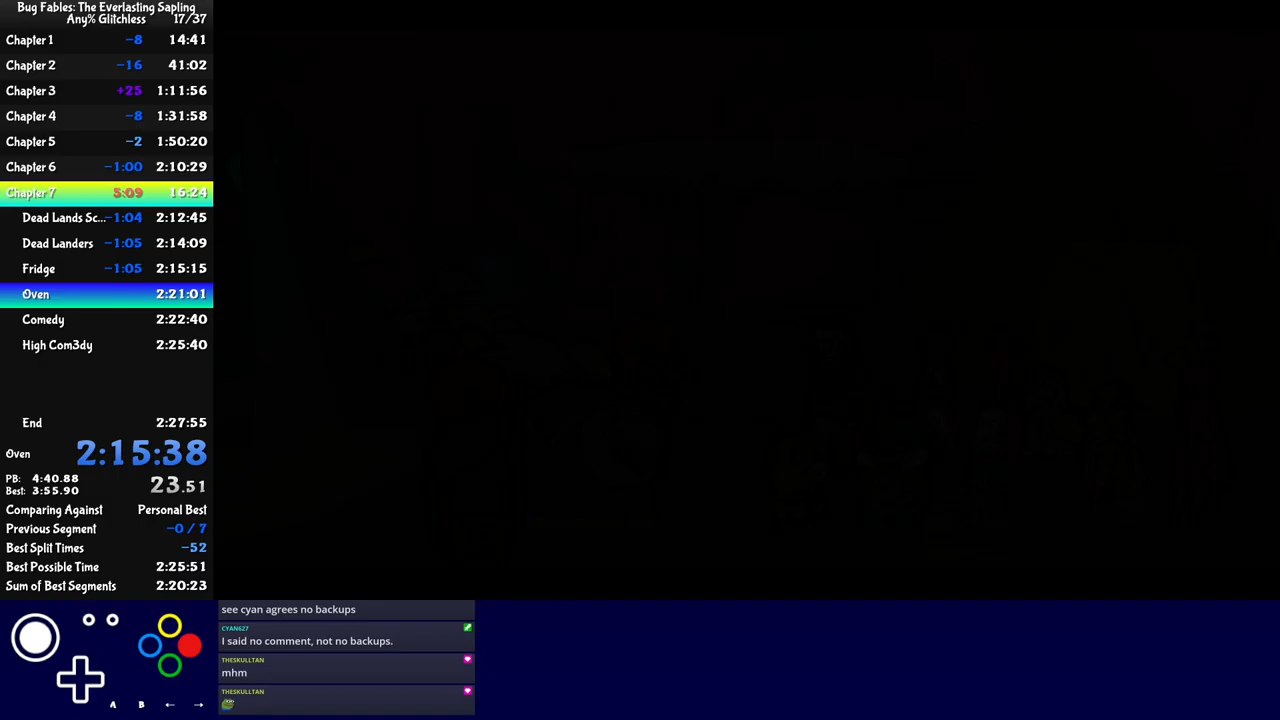 Bug Fables: The Everlasting Sapling
Any% Glitchless 17/37
Chapter 1 -8 14:41
Chapter 2 -16 41:02
Chapter 3 +25 1:11:56
Chapter 4 -8 1:31:58
Chapter 5 -2 1:50:20
Chapter 6 -1:00 2:10:29
Chapter 7 5:09 16:24
Dead Lands Sc... -1:04 2:12:45
Dead Landers -1:05 2:14:09
Fridge -1:05 2:15:15
Oven 2:21:01
Comedy 2:22:40
High Com3dy 2:25:40
End 2:27:55
Oven 2:15:38
PB: 4:40.88
Best: 3:55.90
23.51
Comparing Against Personal Best
Previous Segment -0 / 7
Best Split Times -52
Best Possible Time 2:25:51
Sum of Best Segments 2:20:23
see cyan agrees no backups
CYAN627
I said no comment, not no backups.
THESKULLTAN
mhm
THESKULLTAN
A B ← →